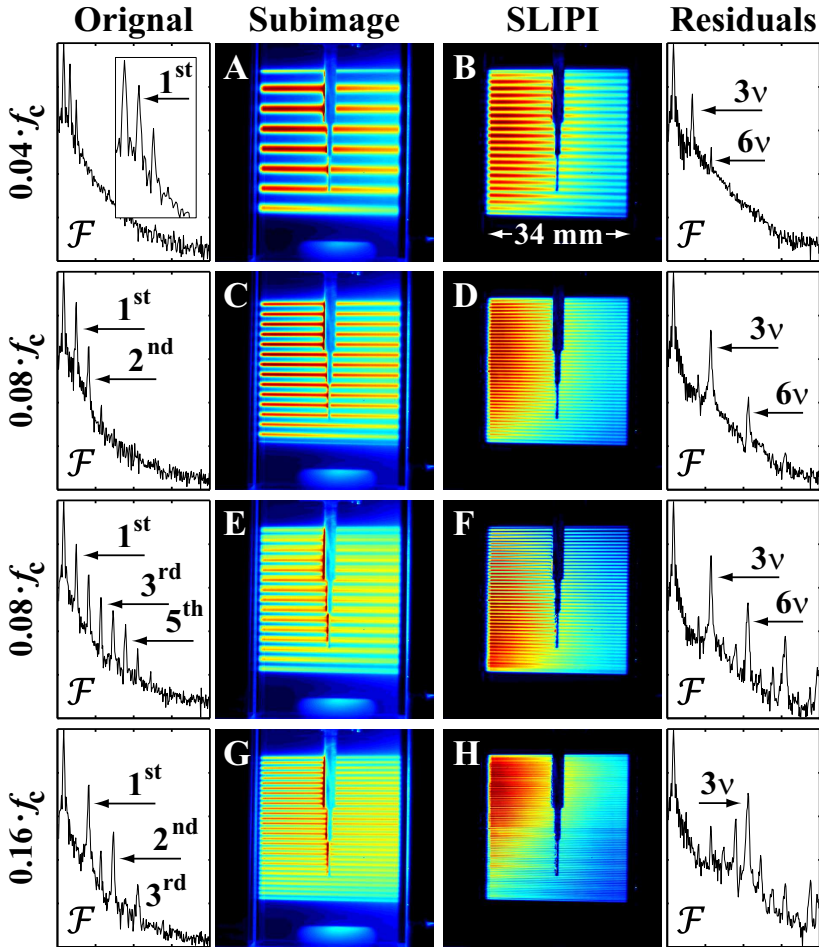 Orignal Subimage SLIPI Residuals
0.04·fc
1st
ℱ
A
B
34 mm
3ν
6ν
0.08·fc
1st
2nd
ℱ
C
D
3ν
6ν
ℱ
0.08·fc
1st
3rd
5th
ℱ
E
F
3ν
6ν
ℱ
0.16·fc
1st
2nd
3rd
ℱ
G
H
3ν
ℱ